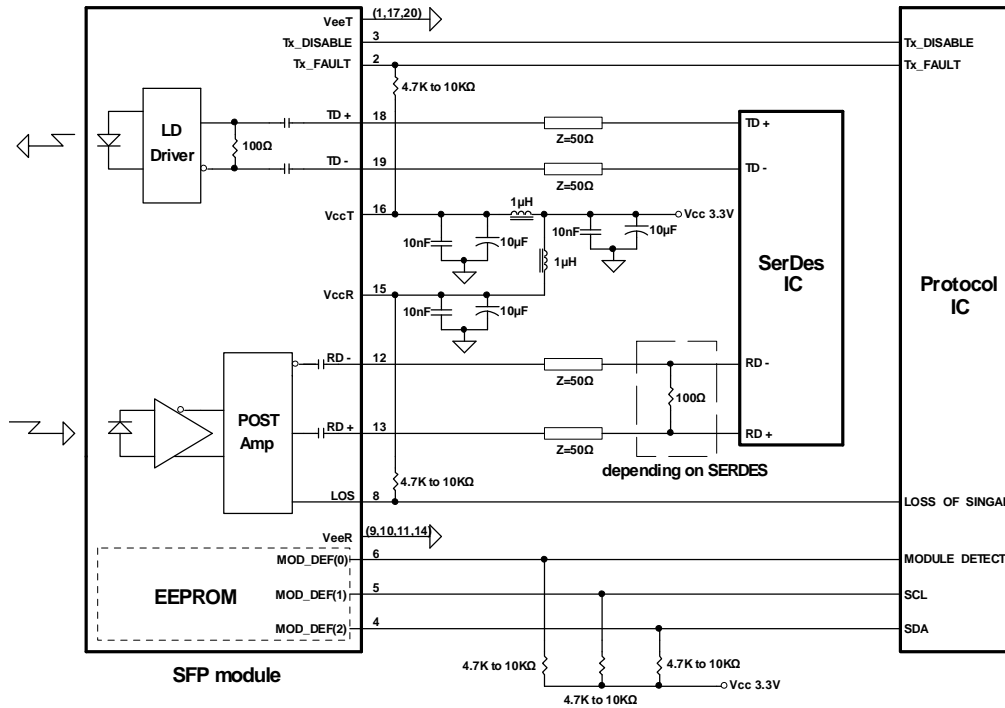 VeeT
(1,17,20)
Tx_DISABLE
3
Tx_DISABLE
Tx_FAULT
2
Tx_FAULT
4.7K to 10KΩ
LD
Driver
100Ω
TD +
18
Z=50Ω
TD +
TD -
19
Z=50Ω
TD -
VccT
16
1µH
Vcc 3.3V
10nF
10µF
10nF
10µF
1µH
SerDes
IC
Protocol
IC
VccR
15
10nF
10µF
RD -
12
Z=50Ω
RD -
100Ω
POST
Amp
RD +
13
Z=50Ω
RD +
depending on SERDES
4.7K to 10KΩ
LOS
8
LOSS OF SINGAL
VeeR
(9,10,11,14)
MOD_DEF(0)
6
MODULE DETECT
EEPROM
MOD_DEF(1)
5
SCL
MOD_DEF(2)
4
SDA
SFP module
4.7K to 10KΩ
4.7K to 10KΩ
4.7K to 10KΩ
Vcc 3.3V